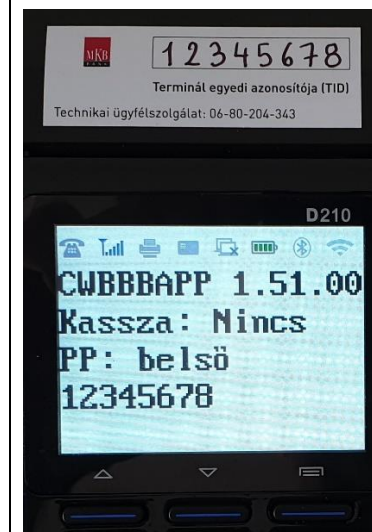 MKB
BANK
12345678
Terminál egyedi azonosítója (TID)
Technikai ügyfélszolgálat: 06-80-204-343
D210
CWBBBAPP 1.51.00
Kassza: Nincs
PP: belsö
12345678